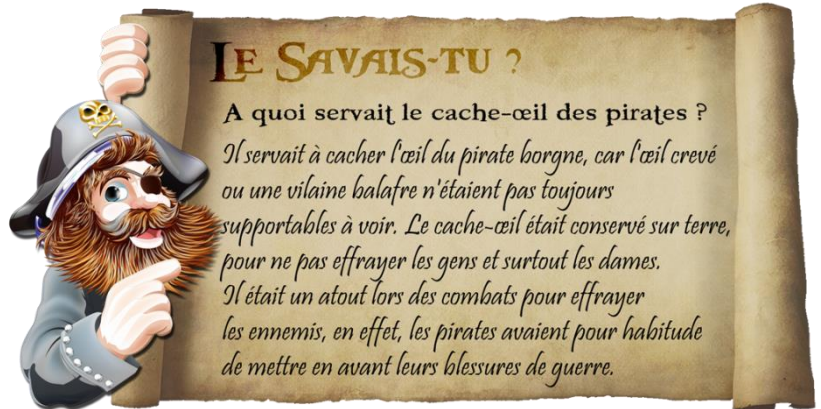 Le Savais-tu ?
A quoi servait le cache-œil des pirates ?
Il servait à cacher l'œil du pirate borgne, car l'œil crevé
ou une vilaine balafre n'étaient pas toujours
supportables à voir. Le cache-œil était conservé sur terre,
pour ne pas effrayer les gens et surtout les dames.
Il était un atout lors des combats pour effrayer
les ennemis, en effet, les pirates avaient pour habitude
de mettre en avant leurs blessures de guerre.